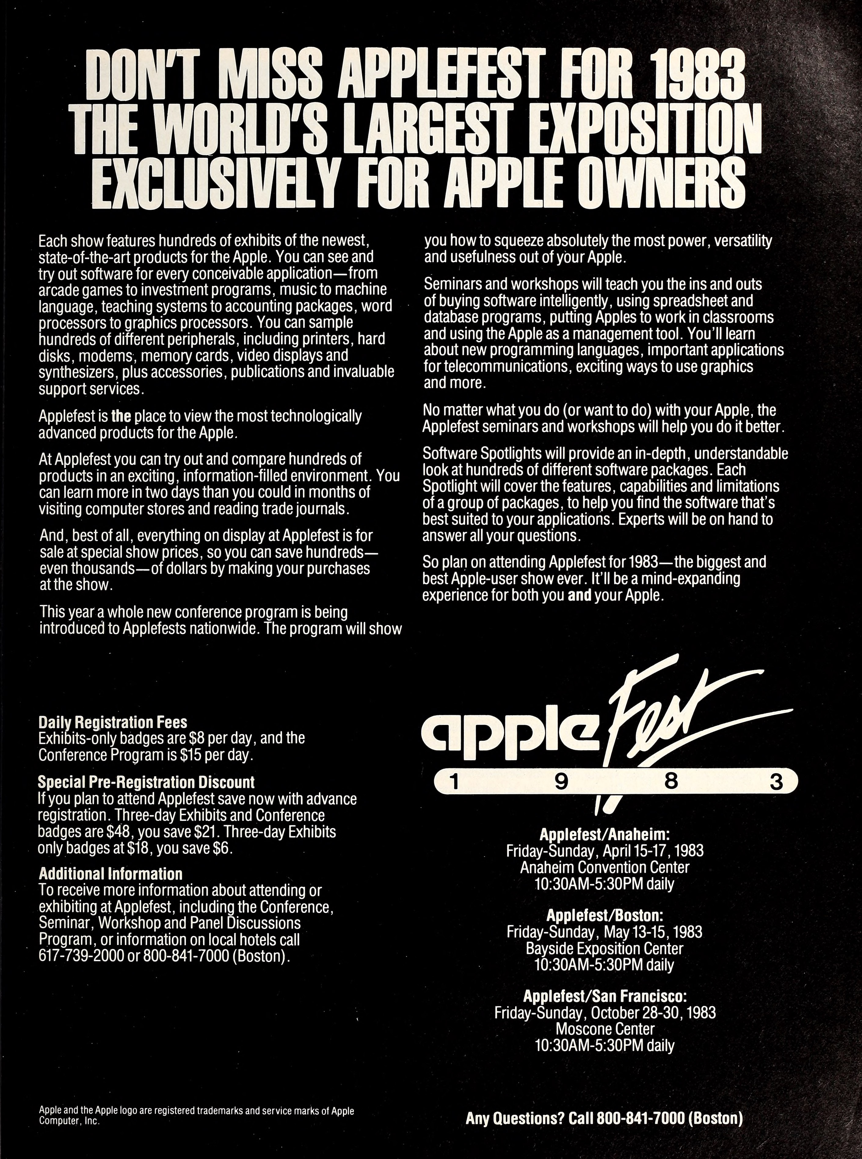 DON'T MISS APPLEFEST FOR 1983
THE WORLD'S LARGEST EXPOSITION
EXCLUSIVELY FOR APPLE OWNERS
Each show features hundreds of exhibits of the newest,
state-of-the-art products for the Apple. You can see and
try out software for every conceivable application—from
arcade games to investment programs, music to machine
language, teaching systems to accounting packages, word
processors to graphics processors. You can sample
hundreds of different peripherals, including printers, hard
disks, modems, memory cards, video displays and
synthesizers, plus accessories, publications and invaluable
support services.
Applefest is the place to view the most technologically
advanced products for the Apple.
At Applefest you can try out and compare hundreds of
products in an exciting, information-filled environment. You
can learn more in two days than you could in months of
visiting computer stores and reading trade journals.
And, best of all, everything on display at Applefest is for
sale at special show prices, so you can save hundreds—
even thousands—of dollars by making your purchases
at the show.
This year a whole new conference program is being
introduced to Applefests nationwide. The program will show
you how to squeeze absolutely the most power, versatility
and usefulness out of your Apple.
Seminars and workshops will teach you the ins and outs
of buying software intelligently, using spreadsheet and
database programs, putting Apples to work in classrooms
and using the Apple as a management tool. You'll learn
about new programming languages, important applications
for telecommunications, exciting ways to use graphics
and more.
No matter what you do (or want to do) with your Apple, the
Applefest seminars and workshops will help you do it better.
Software Spotlights will provide an in-depth, understandable
look at hundreds of different software packages. Each
Spotlight will cover the features, capabilities and limitations
of a group of packages, to help you find the software that's
best suited to your applications. Experts will be on hand to
answer all your questions.
So plan on attending Applefest for 1983—the biggest and
best Apple-user show ever. It'll be a mind-expanding
experience for both you and your Apple.
Daily Registration Fees
Exhibits-only badges are $8 per day, and the
Conference Program is $15 per day.
Special Pre-Registration Discount
If you plan to attend Applefest save now with advance
registration. Three-day Exhibits and Conference
badges are $48, you save $21. Three-day Exhibits
only badges at $18, you save $6.
Additional Information
To receive more information about attending or
exhibiting at Applefest, including the Conference,
Seminar, Workshop and Panel Discussions
Program, or information on local hotels call
617-739-2000 or 800-841-7000 (Boston).
apple Fest
1 9 8 3
Applefest/Anaheim:
Friday-Sunday, April 15-17, 1983
Anaheim Convention Center
10:30AM-5:30PM daily
Applefest/Boston:
Friday-Sunday, May 13-15, 1983
Bayside Exposition Center
10:30AM-5:30PM daily
Applefest/San Francisco:
Friday-Sunday, October 28-30, 1983
Moscone Center
10:30AM-5:30PM daily
Apple and the Apple logo are registered trademarks and service marks of Apple
Computer, Inc.
Any Questions? Call 800-841-7000 (Boston)